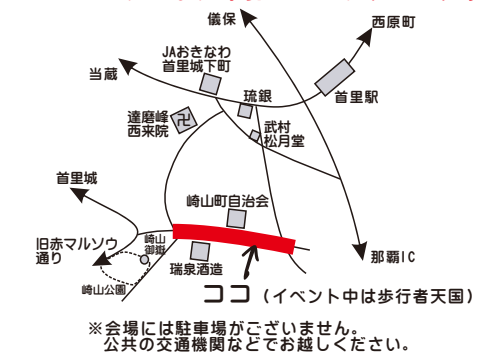 儀保
西原町
JAおきなわ
首里城下町
当蔵
首里駅
琉銀
達磨峰
西来院
卍
武村
松月堂
首里城
崎山町自治会
旧赤マルソウ
通り
崎山
御嶽
瑞泉酒造
那覇IC
崎山公園
ココ（イベント中は歩行者天国）
※会場には駐車場がございません。
公共の交通機関などでお越しください。